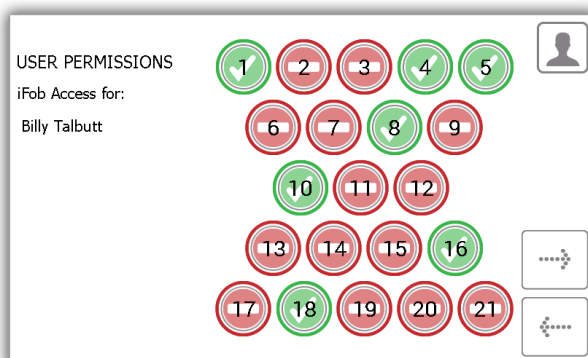 USER PERMISSIONS
iFob Access for:
Billy Talbutt
1 2 3 4 5
6 7 8 9
10 11 12
13 14 15 16
17 18 19 20 21